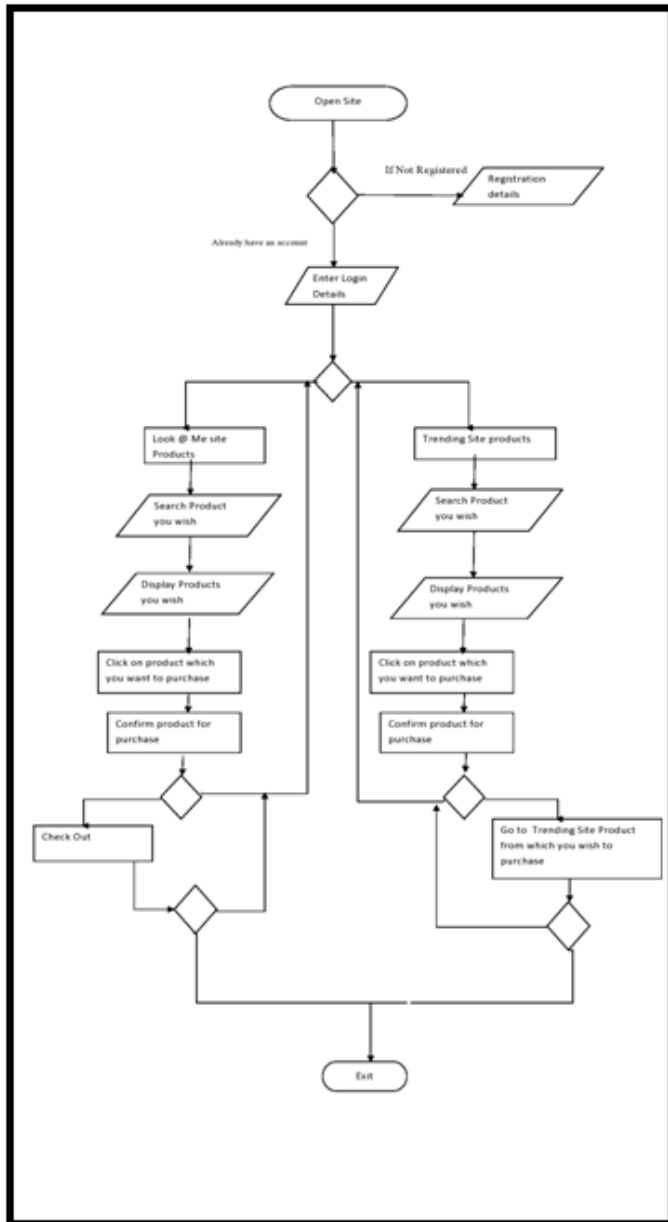 Open Site
If Not Registered
Registration
details
Already have an account
Enter Login
Details
Look @ Me site
Products
Trending Site products
Search Product
you wish
Search Product
you wish
Display Products
you wish
Display Products
you wish
Click on product which
you want to purchase
Click on product which
you want to purchase
Confirm product for
purchase
Confirm product for
purchase
Check Out
Go to Trending Site Product
from which you wish to
purchase
Exit